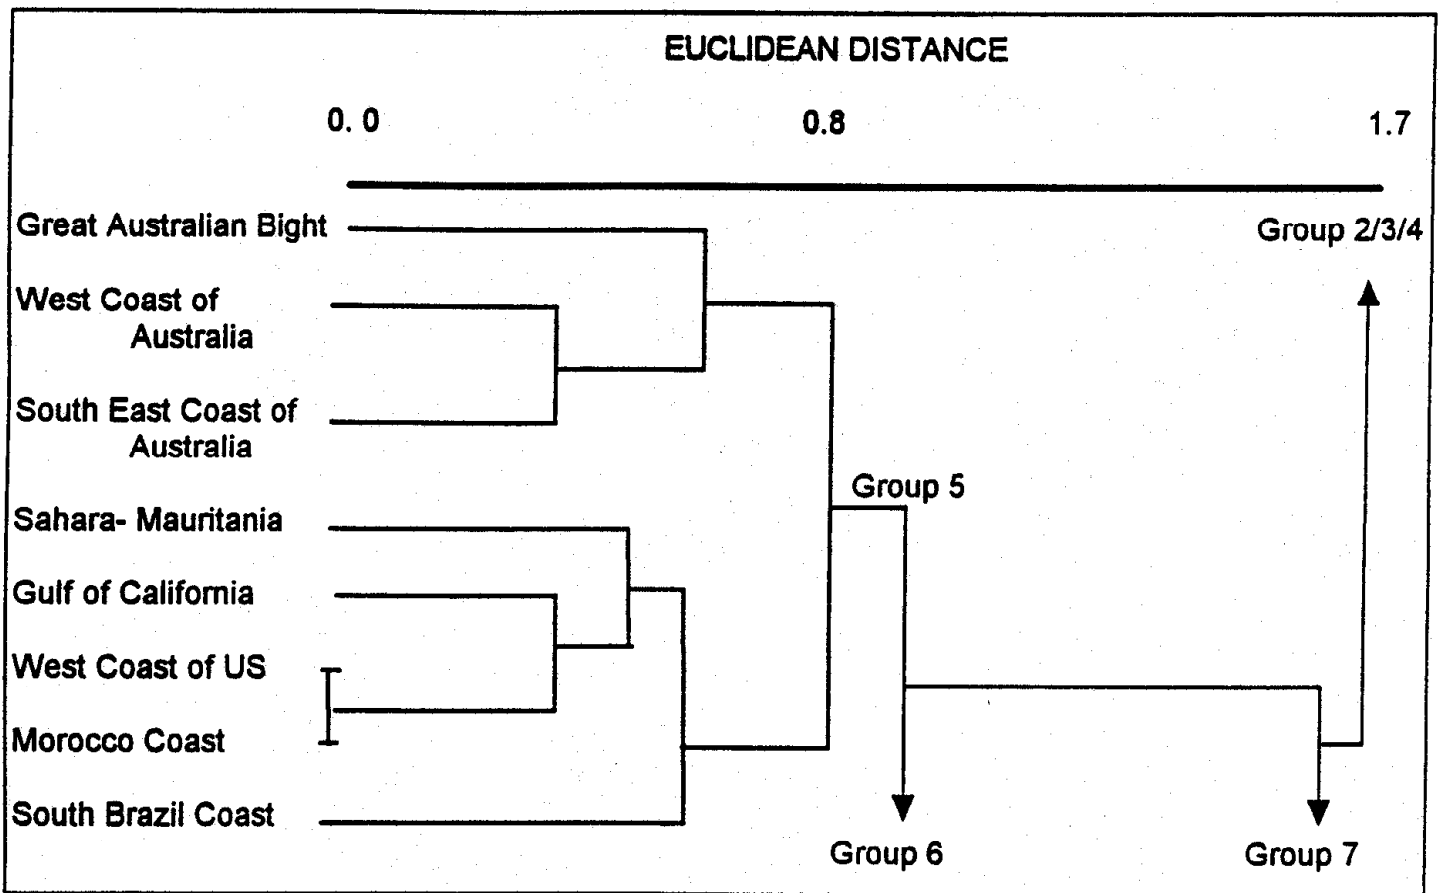 EUCLIDEAN DISTANCE
0. 0 0.8 1.7
Great Australian Bight
Group 2/3/4
West Coast of
Australia
South East Coast of
Australia
Group 5
Sahara- Mauritania
Gulf of California
West Coast of US
Morocco Coast
South Brazil Coast
Group 6 Group 7